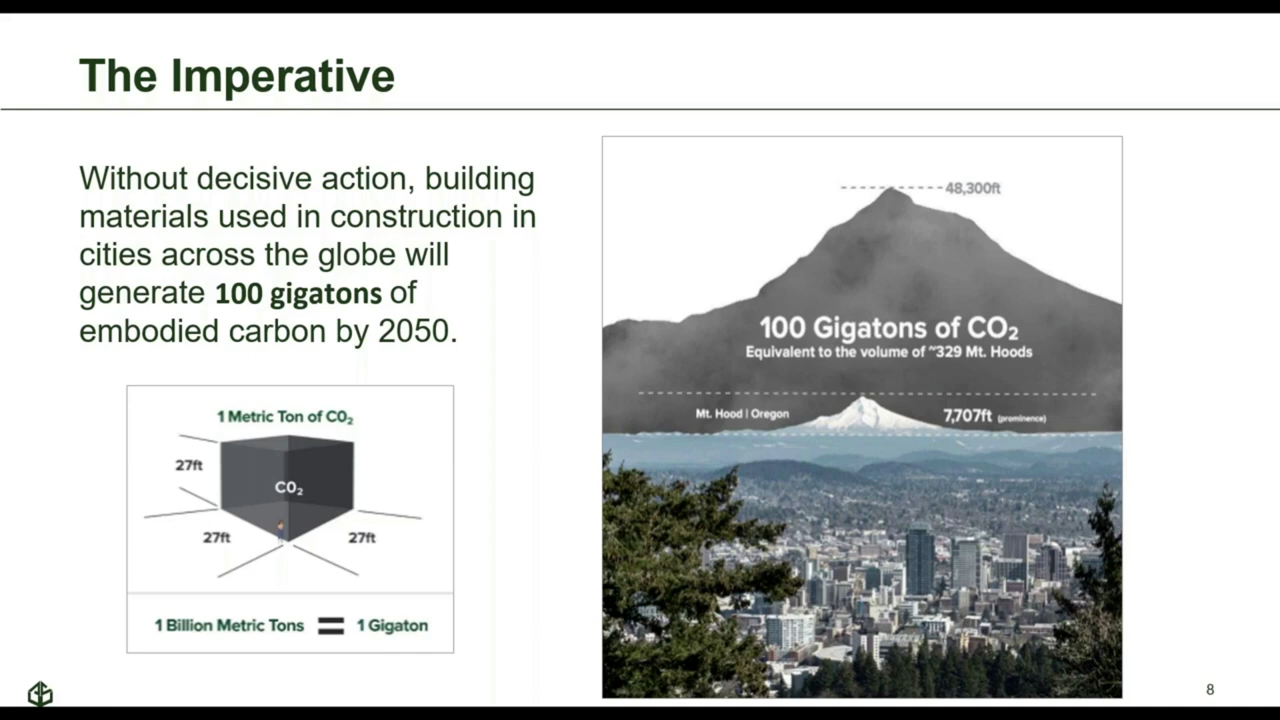 The Imperative
Without decisive action, building
materials used in construction in
cities across the globe will
generate 100 gigatons of
embodied carbon by 2050.
1 Metric Ton of CO₂
27ft
CO₂
27ft
27ft
1 Billion Metric Tons = 1 Gigaton
48,300ft
100 Gigatons of CO₂
Equivalent to the volume of ~329 Mt. Hoods
Mt. Hood | Oregon
7,707ft (prominence)
8